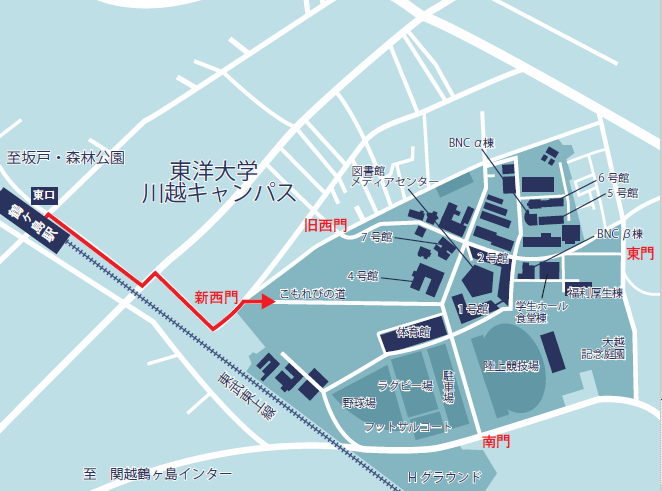 至坂戸・森林公園
東洋大学
川越キャンパス
東口
鶴ヶ島駅
新西門
旧西門
図書館
メディアセンター
BNC α棟
6号館
5号館
BNC β棟
東門
7号館
4号館
2号館
こもれびの道
1号館
学生ホール
食堂棟
福利厚生棟
体育館
大越
記念庭園
陸上競技場
駐車場
ラグビー場
野球場
フットサルコート
東武東上線
南門
至 関越鶴ヶ島インター
Hグラウンド